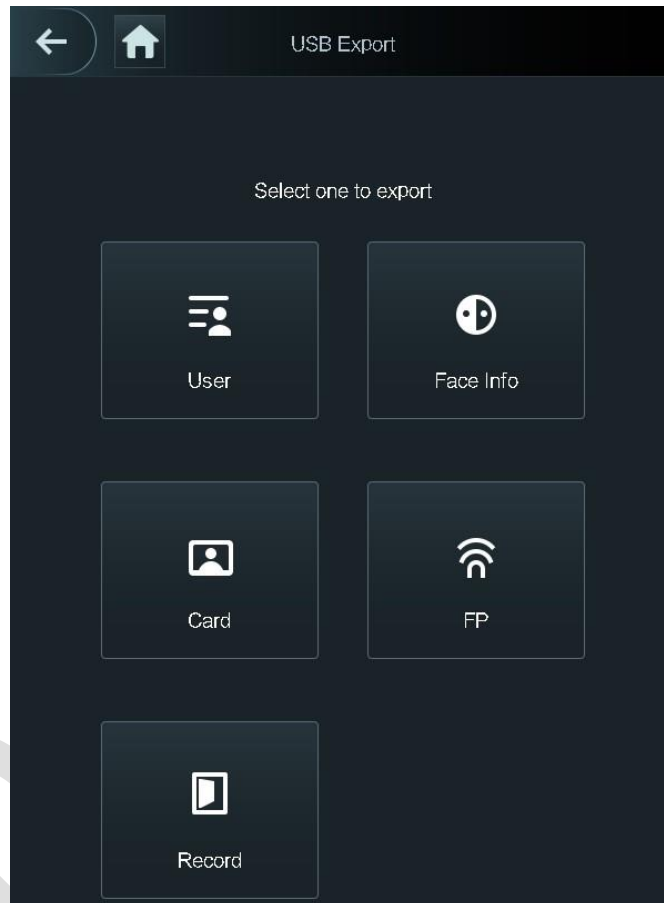 USB Export
Select one to export
User
Face Info
Card
FP
Record